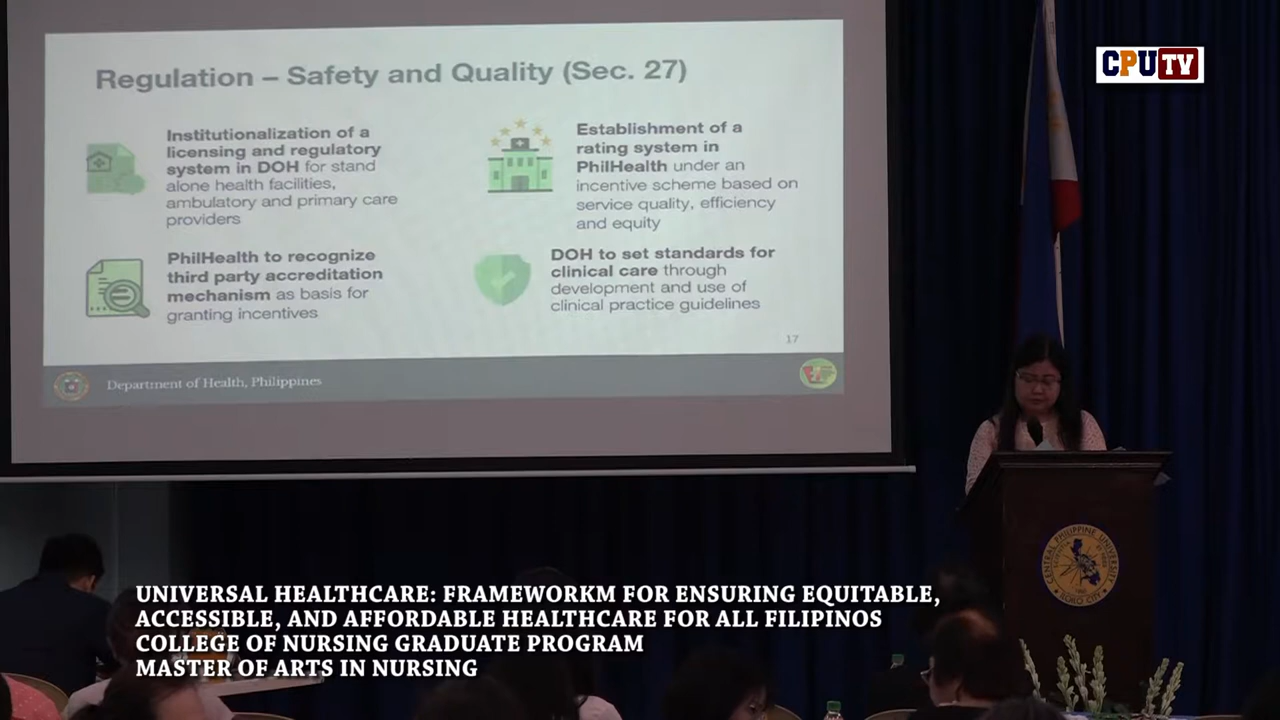 CPUTV
Regulation – Safety and Quality (Sec. 27)
Institutionalization of a
licensing and regulatory
system in DOH for stand
alone health facilities,
ambulatory and primary care
providers
Establishment of a
rating system in
PhilHealth under an
incentive scheme based on
service quality, efficiency
and equity
PhilHealth to recognize
third party accreditation
mechanism as basis for
granting incentives
DOH to set standards for
clinical care through
development and use of
clinical practice guidelines
17
Department of Health, Philippines
CENTRAL PHILIPPINE UNIVERSITY
ILOILO CITY
UNIVERSAL HEALTHCARE: FRAMEWORKM FOR ENSURING EQUITABLE,
ACCESSIBLE, AND AFFORDABLE HEALTHCARE FOR ALL FILIPINOS
COLLEGE OF NURSING GRADUATE PROGRAM
MASTER OF ARTS IN NURSING